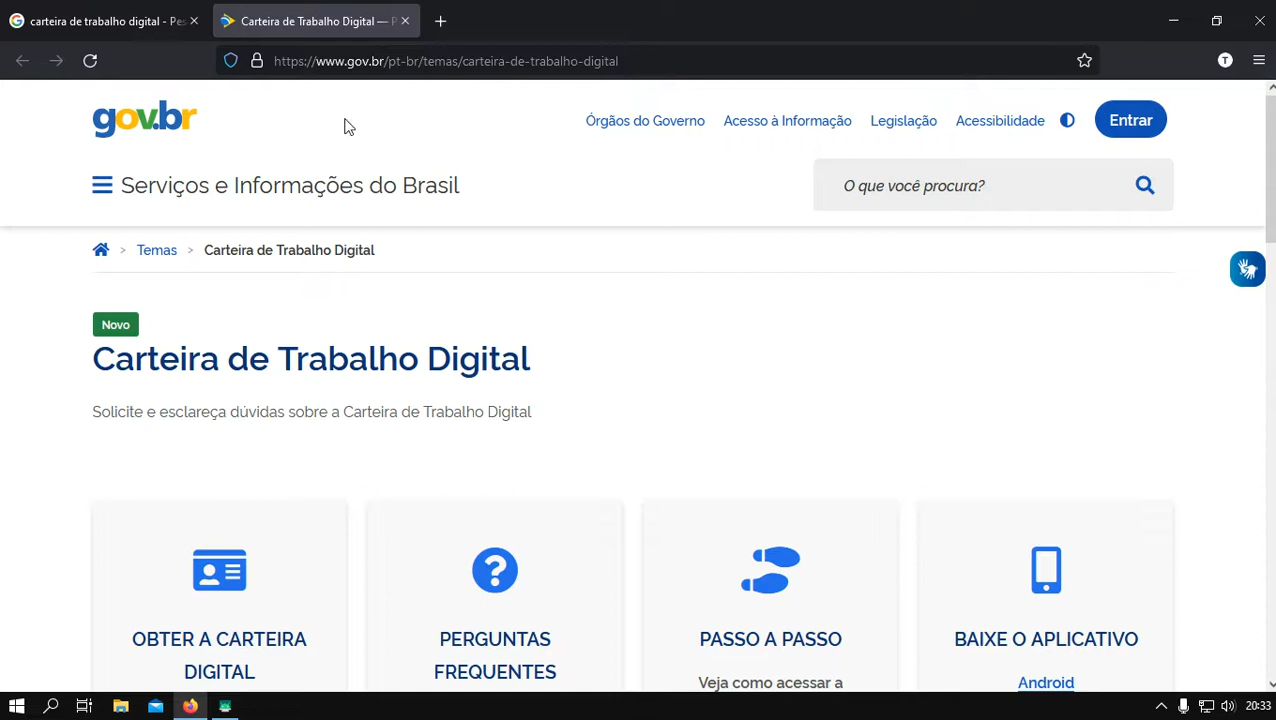 carteira de trabalho digital - Pes
Carteira de Trabalho Digital — P
https://www.gov.br/pt-br/temas/carteira-de-trabalho-digital
T
gov.br
Órgãos do Governo
Acesso à Informação
Legislação
Acessibilidade
Entrar
Serviços e Informações do Brasil
O que você procura?
> Temas > Carteira de Trabalho Digital
Novo
Carteira de Trabalho Digital
Solicite e esclareça dúvidas sobre a Carteira de Trabalho Digital
OBTER A CARTEIRA
DIGITAL
PERGUNTAS
FREQUENTES
PASSO A PASSO
Veja como acessar a
BAIXE O APLICATIVO
Android
20:33